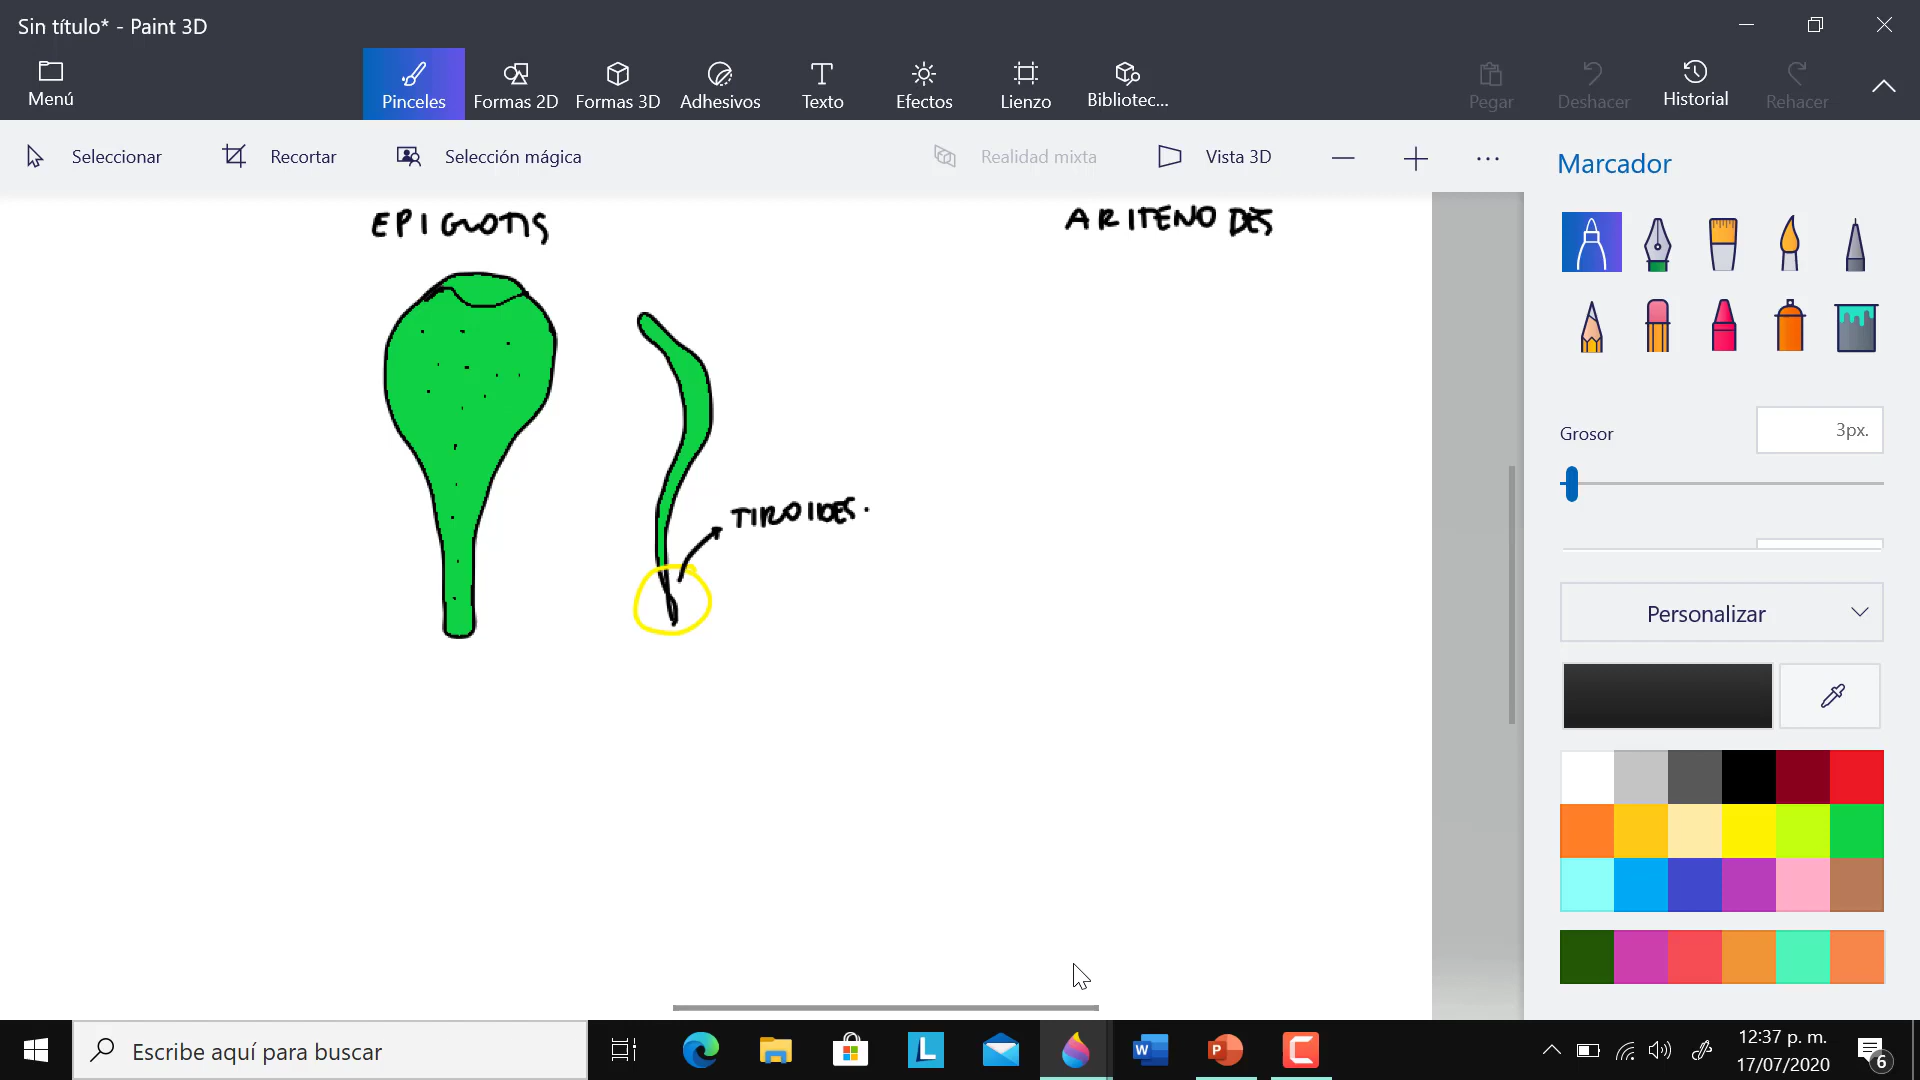 Sin título* - Paint 3D
Menú
Pinceles
Formas 2D
Formas 3D
Adhesivos
Texto
Efectos
Lienzo
Bibliotec...
Pegar
Deshacer
Historial
Rehacer
Seleccionar
Recortar
Selección mágica
Realidad mixta
Vista 3D
Marcador
EPIGLOTIS
ARITENOIDES
TIROIDES.
Grosor
3px.
Personalizar
Escribe aquí para buscar
12:37 p. m.
17/07/2020
6